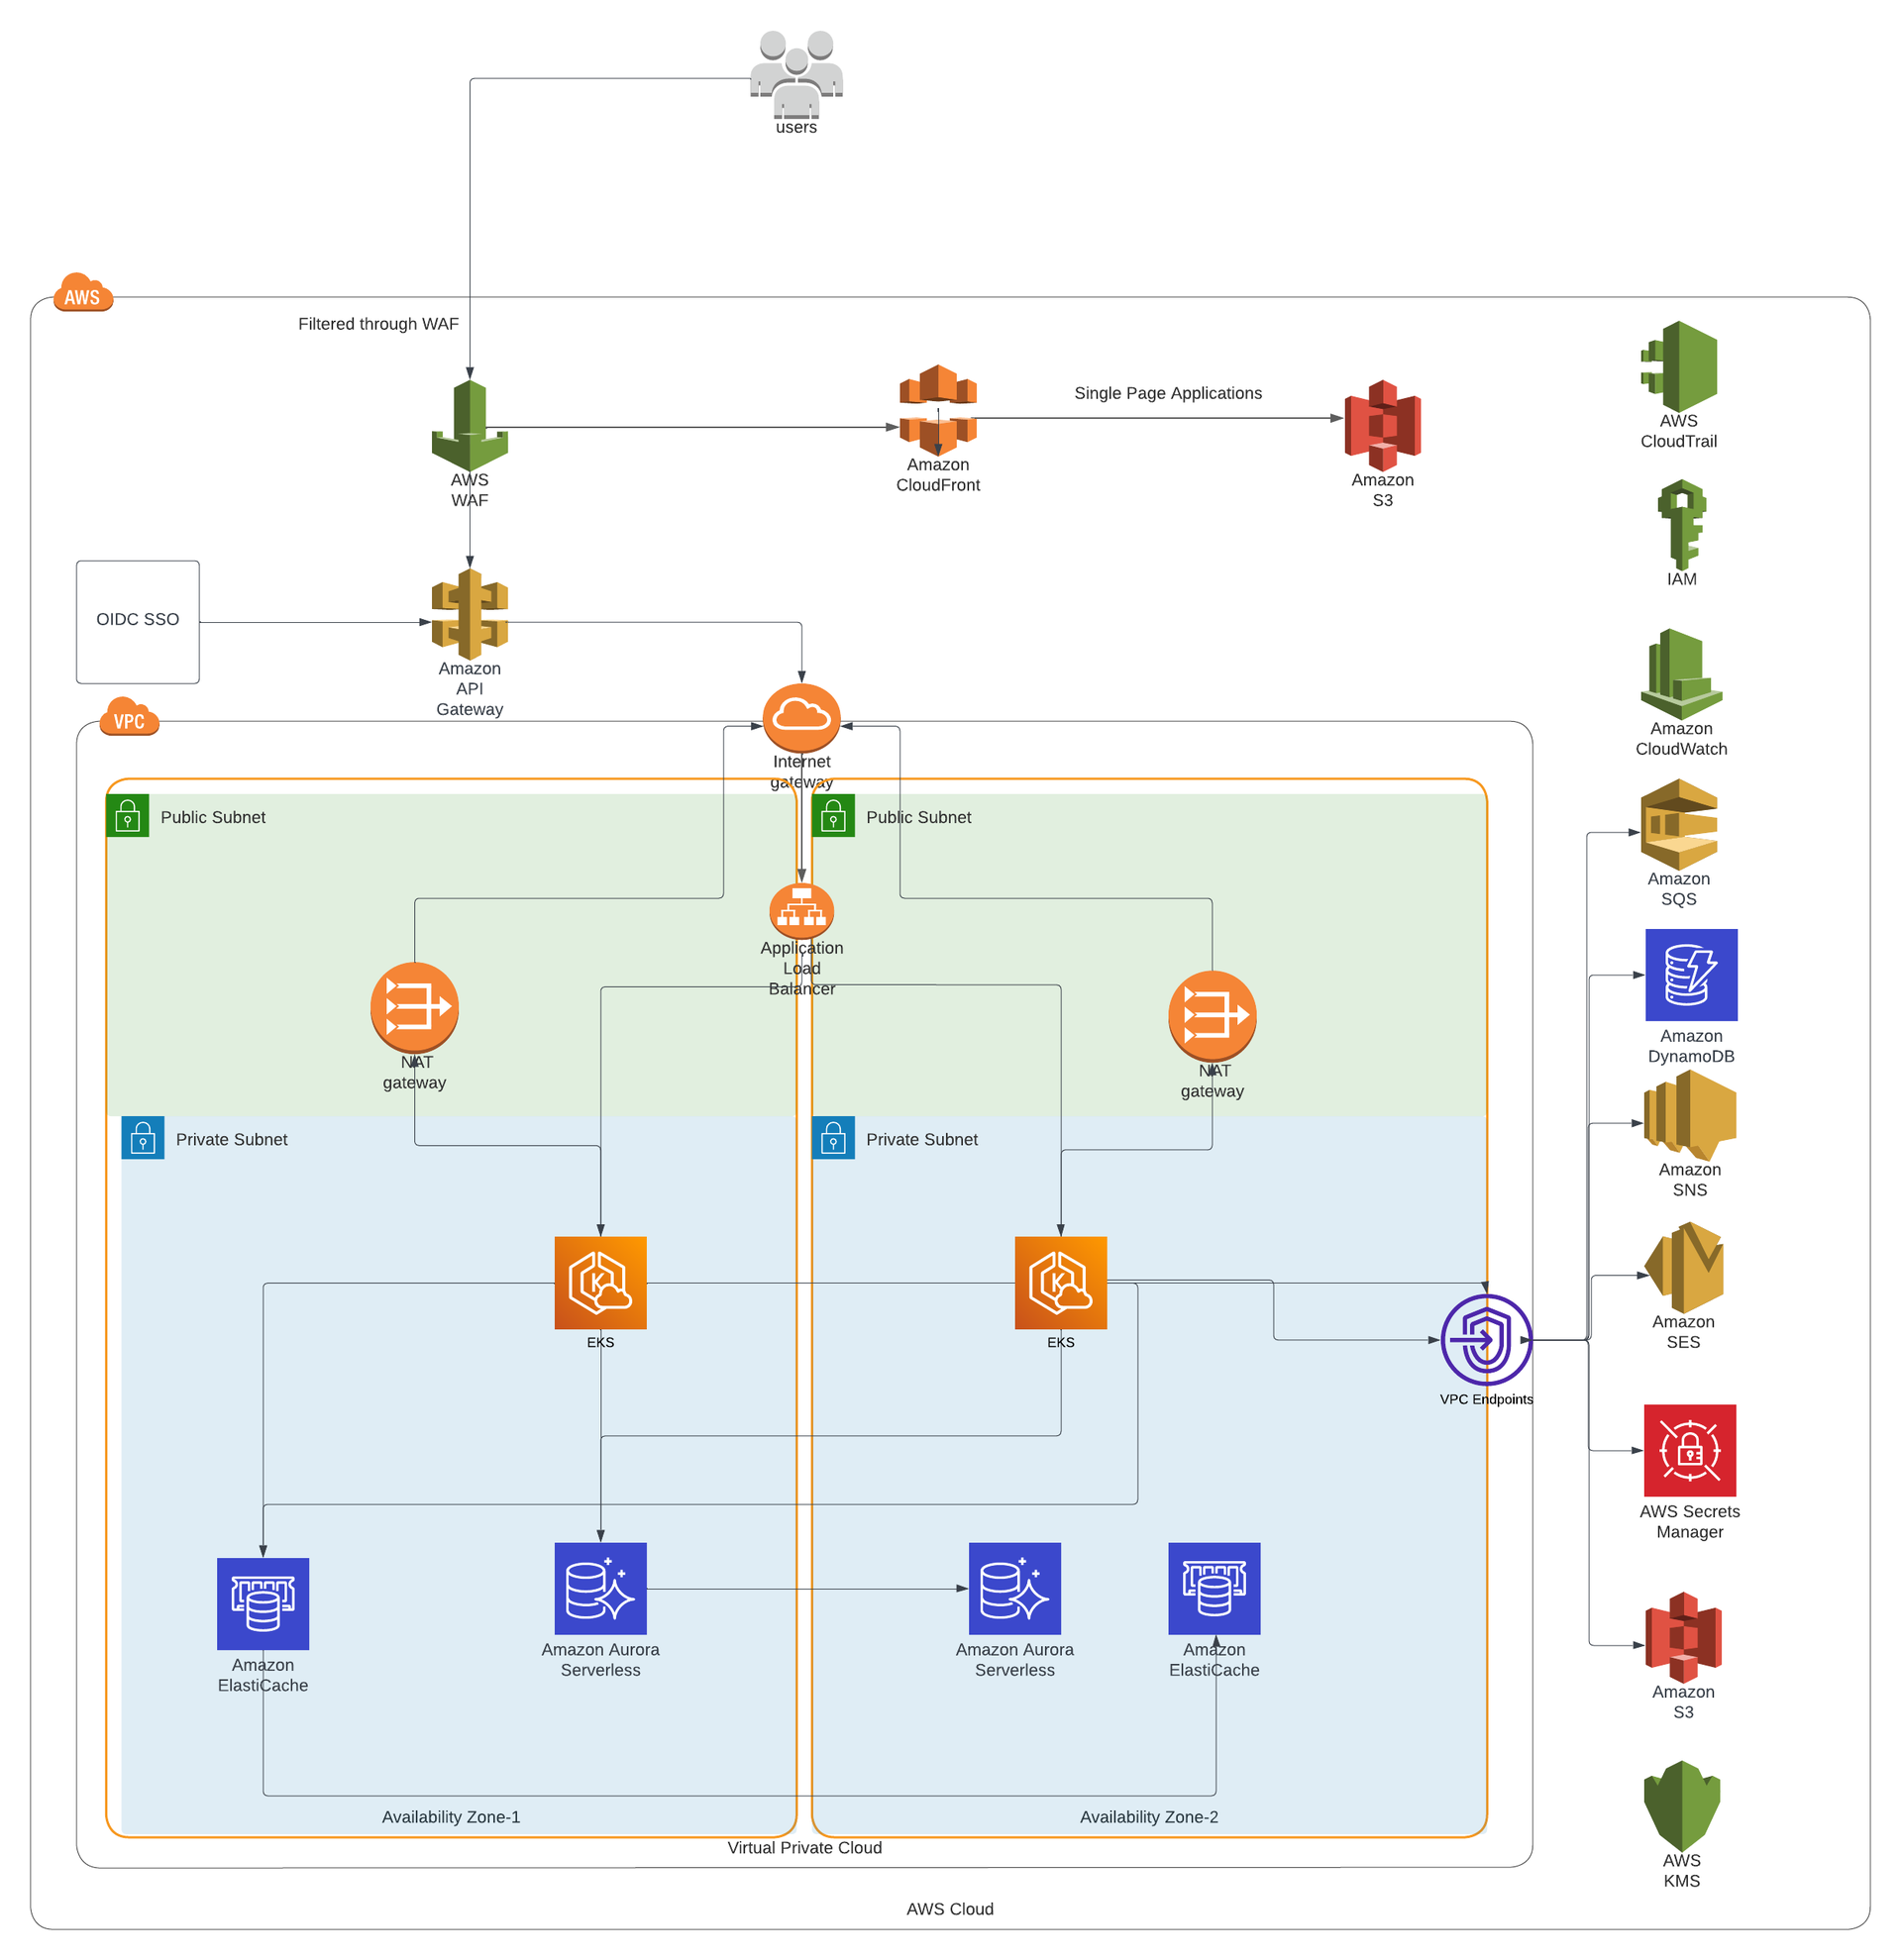 users
AWS
Filtered through WAF
AWS
WAF
Amazon
CloudFront
Single Page Applications
Amazon
S3
AWS
CloudTrail
IAM
OIDC SSO
Amazon
API
Gateway
VPC
Internet
gateway
Amazon
CloudWatch
Public Subnet
Public Subnet
Application
Load
Balancer
Amazon
SQS
NAT
gateway
NAT
gateway
Amazon
DynamoDB
Private Subnet
Private Subnet
Amazon
SNS
K
EKS
K
EKS
Amazon
SES
VPC Endpoints
AWS Secrets
Manager
Amazon
ElastiCache
Amazon Aurora
Serverless
Amazon Aurora
Serverless
Amazon
ElastiCache
Amazon
S3
Availability Zone-1
Availability Zone-2
Virtual Private Cloud
AWS
KMS
AWS Cloud